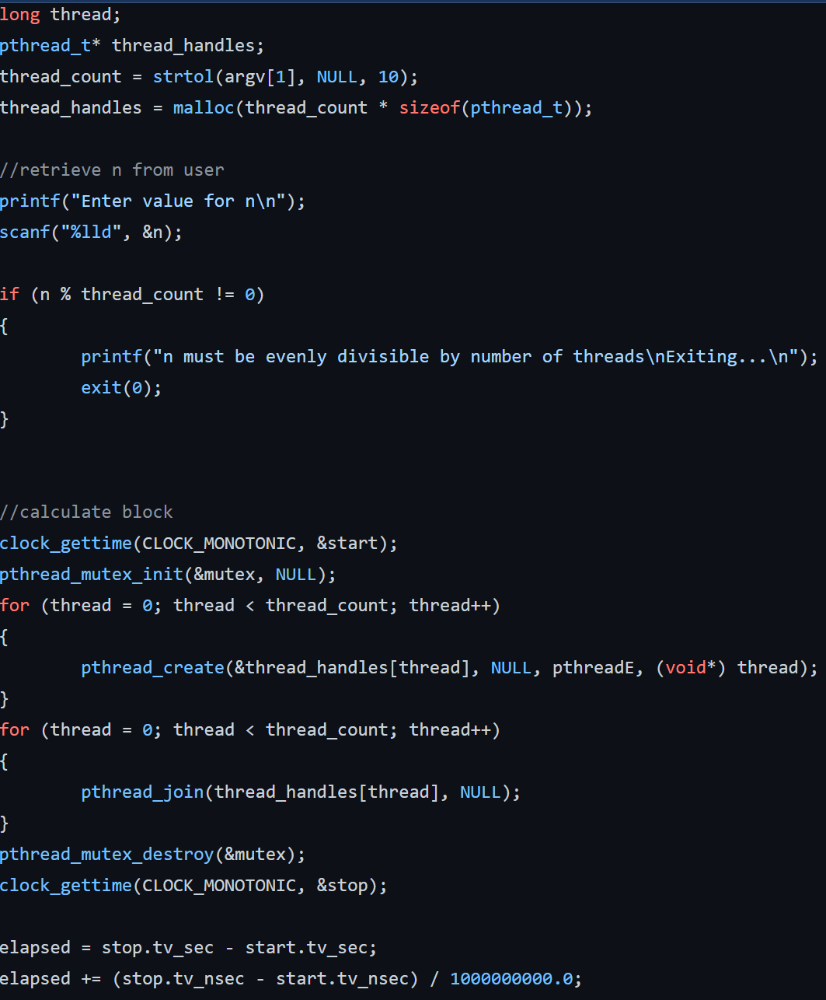 long thread;
pthread_t* thread_handles;
thread_count = strtol(argv[1], NULL, 10);
thread_handles = malloc(thread_count * sizeof(pthread_t));
//retrieve n from user
printf("Enter value for n\n");
scanf("%lld", &n);
if (n % thread_count != 0)
{
printf("n must be evenly divisible by number of threads\nExiting...\n");
exit(0);
}
//calculate block
clock_gettime(CLOCK_MONOTONIC, &start);
pthread_mutex_init(&mutex, NULL);
for (thread = 0; thread < thread_count; thread++)
{
pthread_create(&thread_handles[thread], NULL, pthreadE, (void*) thread);
}
for (thread = 0; thread < thread_count; thread++)
{
pthread_join(thread_handles[thread], NULL);
}
pthread_mutex_destroy(&mutex);
clock_gettime(CLOCK_MONOTONIC, &stop);
elapsed = stop.tv_sec - start.tv_sec;
elapsed += (stop.tv_nsec - start.tv_nsec) / 1000000000.0;